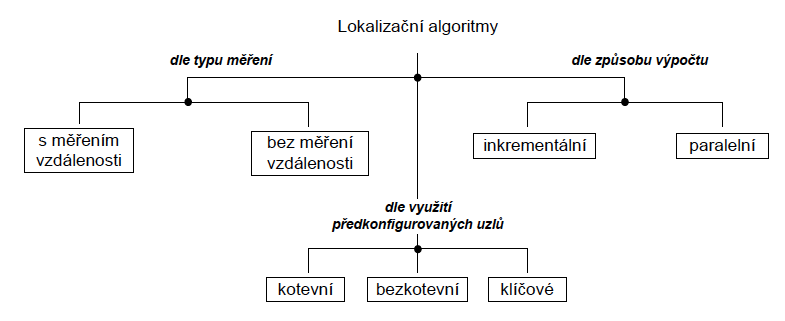 Lokalizační algoritmy
dle typu měření
dle způsobu výpočtu
s měřením
vzdálenosti
bez měření
vzdálenosti
inkrementální
paralelní
dle využití
předkonfigurovaných uzlů
kotevní
bezkotevní
klíčové